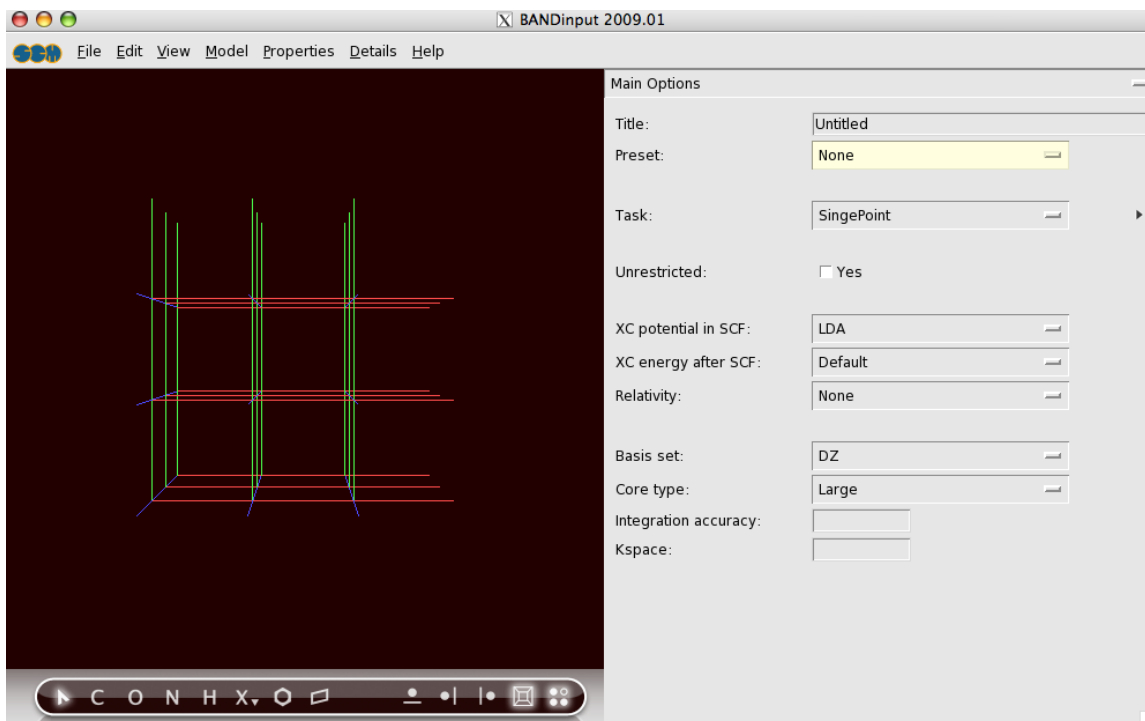 X BANDinput 2009.01
SCM File Edit View Model Properties Details Help
Main Options
Title: Untitled
Preset: None
Task: SingePoint
Unrestricted: Yes
XC potential in SCF: LDA
XC energy after SCF: Default
Relativity: None
Basis set: DZ
Core type: Large
Integration accuracy:
Kspace:
C O N H X